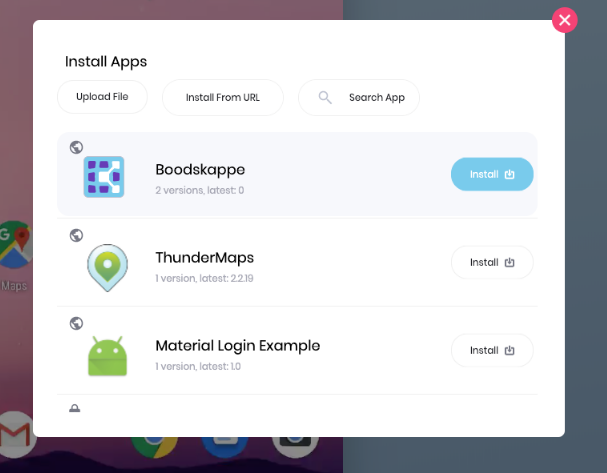 Install Apps
Upload File
Install From URL
Search App
Boodskappe
2 versions, latest: 0
Install
ThunderMaps
1 version, latest: 2.2.19
Install
Material Login Example
1 version, latest: 1.0
Install
Maps